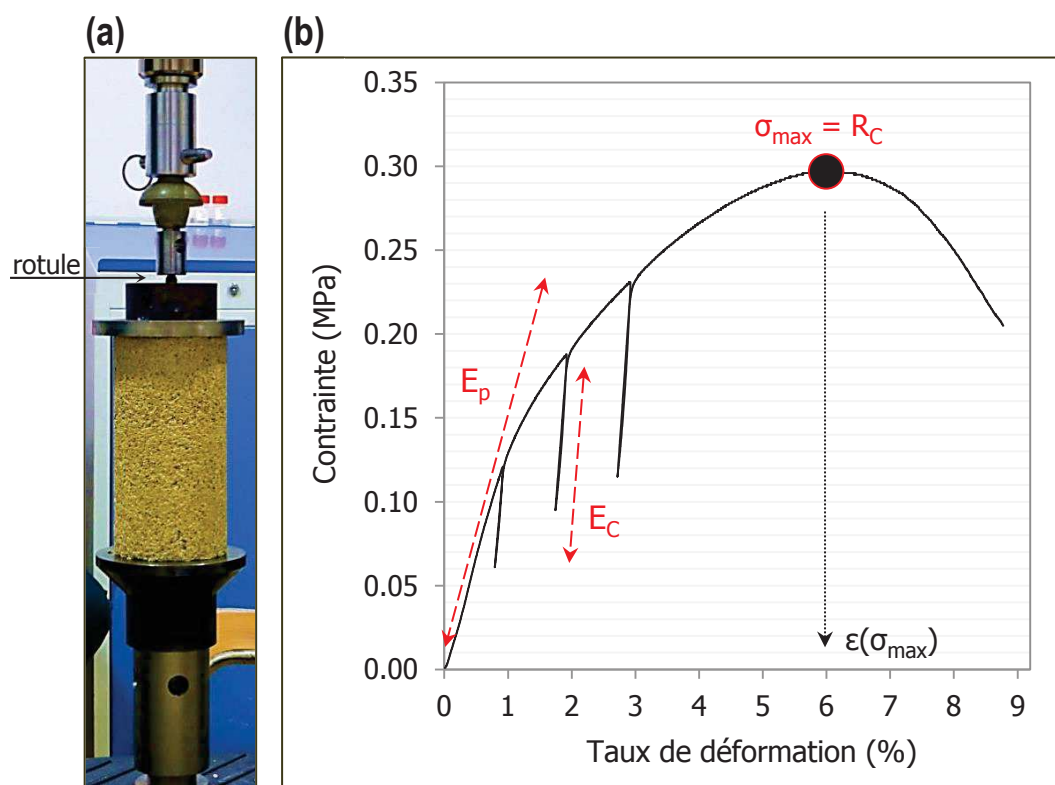 (a)
(b)
rotule
Contrainte (MPa)
0.35
0.30
0.25
0.20
0.15
0.10
0.05
0.00
σmax = RC
Ep
EC
ε(σmax)
0 1 2 3 4 5 6 7 8 9
Taux de déformation (%)